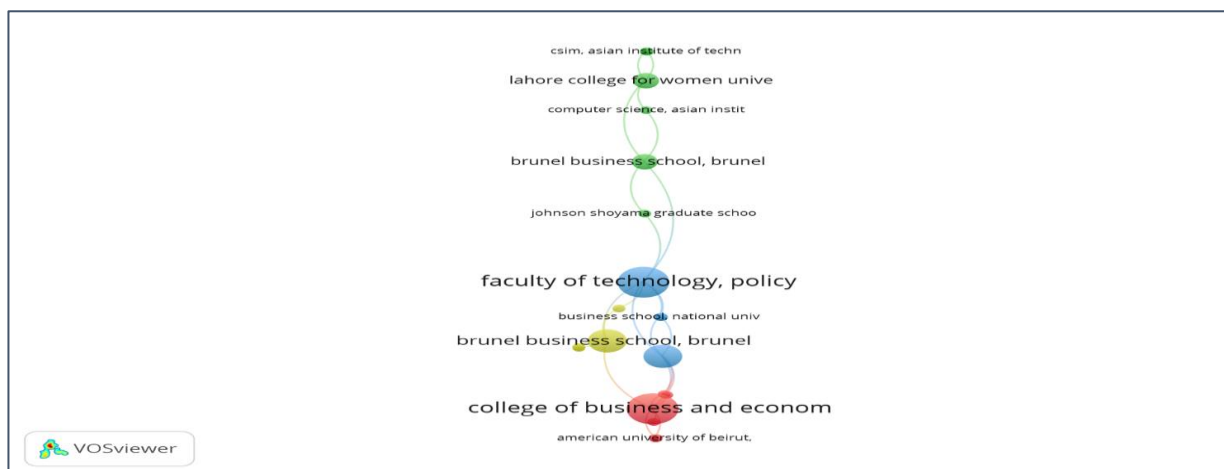 csim, asian institute of techn
lahore college for women unive
computer science, asian instit
brunel business school, brunel
johnson shoyama graduate schoo
faculty of technology, policy
business school, national univ
brunel business school, brunel
college of business and econom
american university of beirut,
VOSviewer